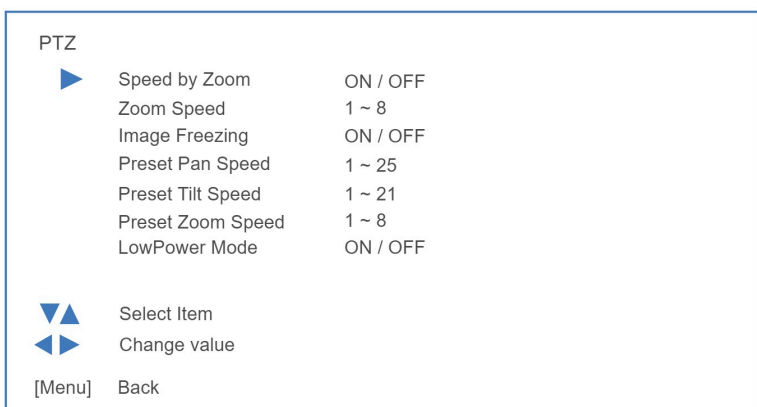 PTZ
Speed by Zoom ON / OFF
Zoom Speed 1 ~ 8
Image Freezing ON / OFF
Preset Pan Speed 1 ~ 25
Preset Tilt Speed 1 ~ 21
Preset Zoom Speed 1 ~ 8
LowPower Mode ON / OFF
Select Item
Change value
[Menu] Back